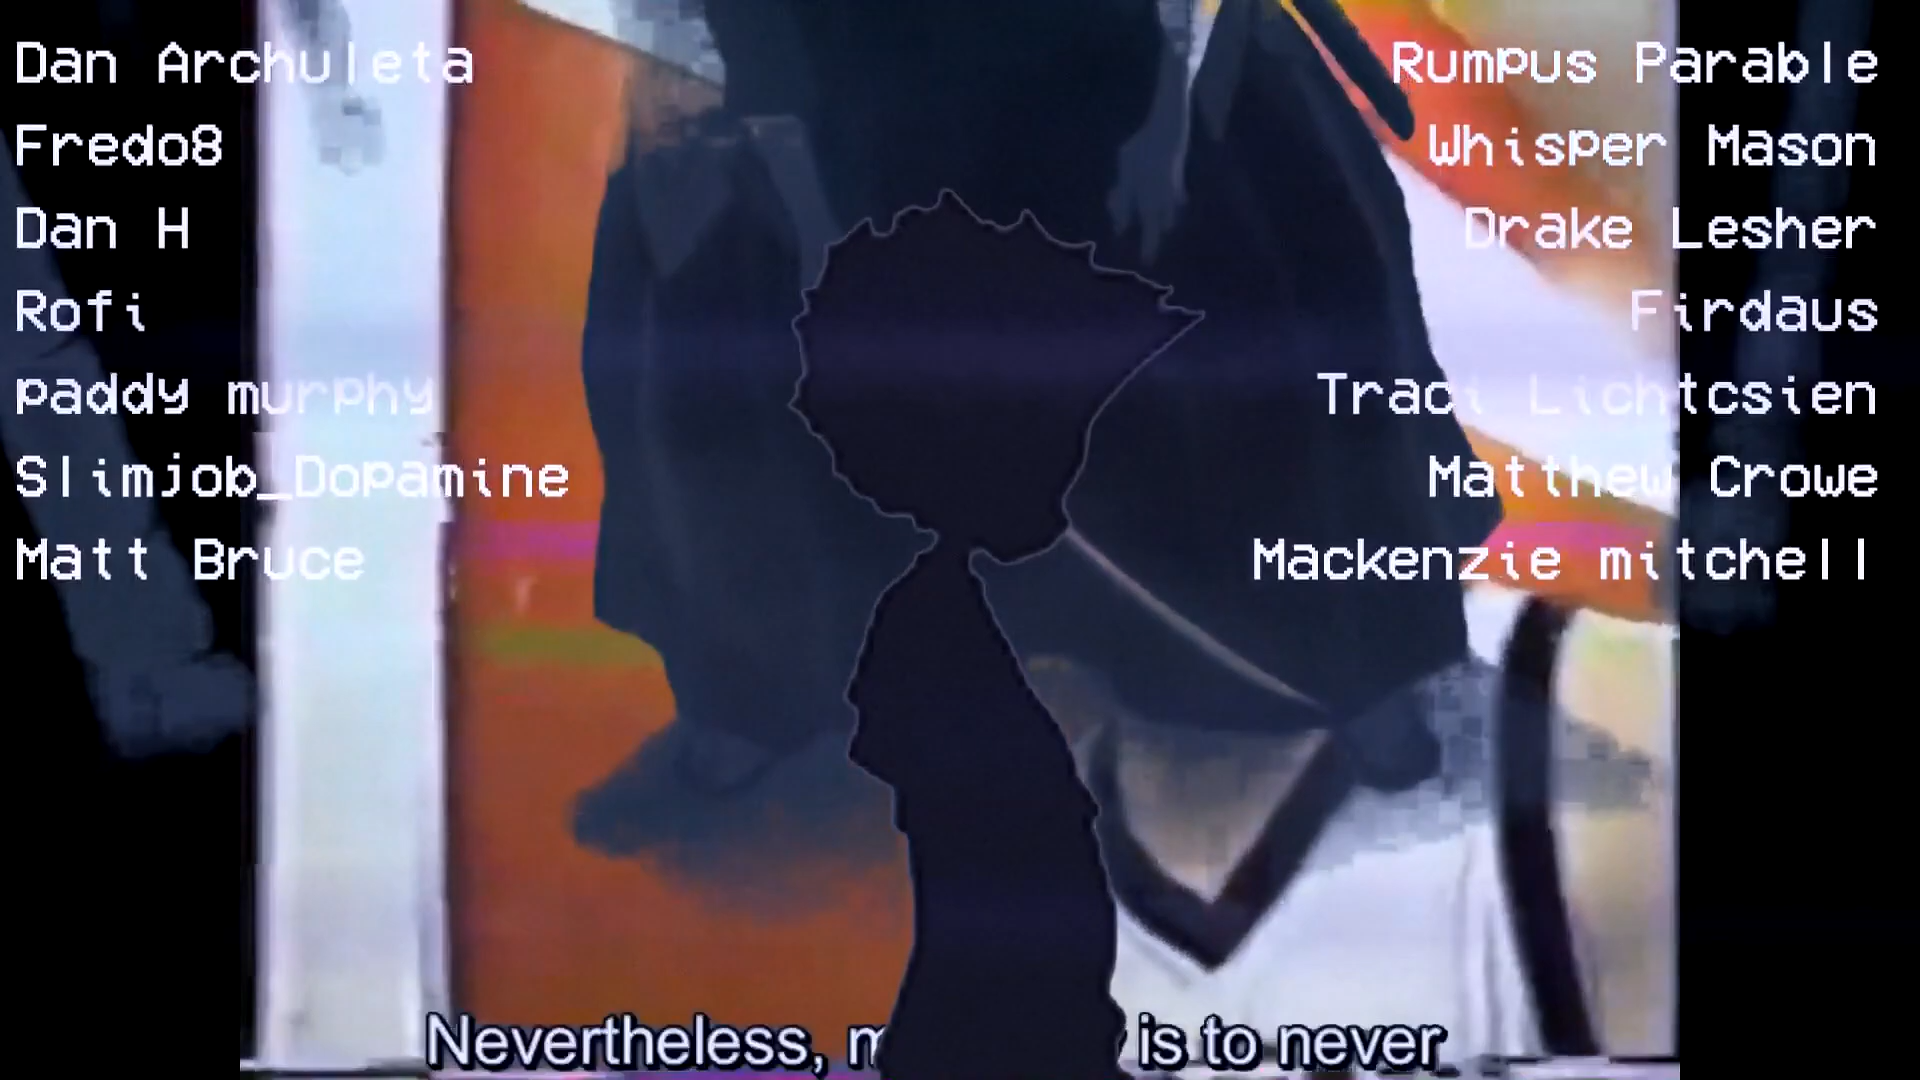 Dan Archuleta
Fredo8
Dan H
Rofi
paddy murphy
Slimjob_Dopamine
Matt Bruce
Rumpus Parable
Whisper Mason
Drake Lesher
Firdaus
Traci Lichtcsien
Matthew Crowe
Mackenzie mitchell
Nevertheless, is to never